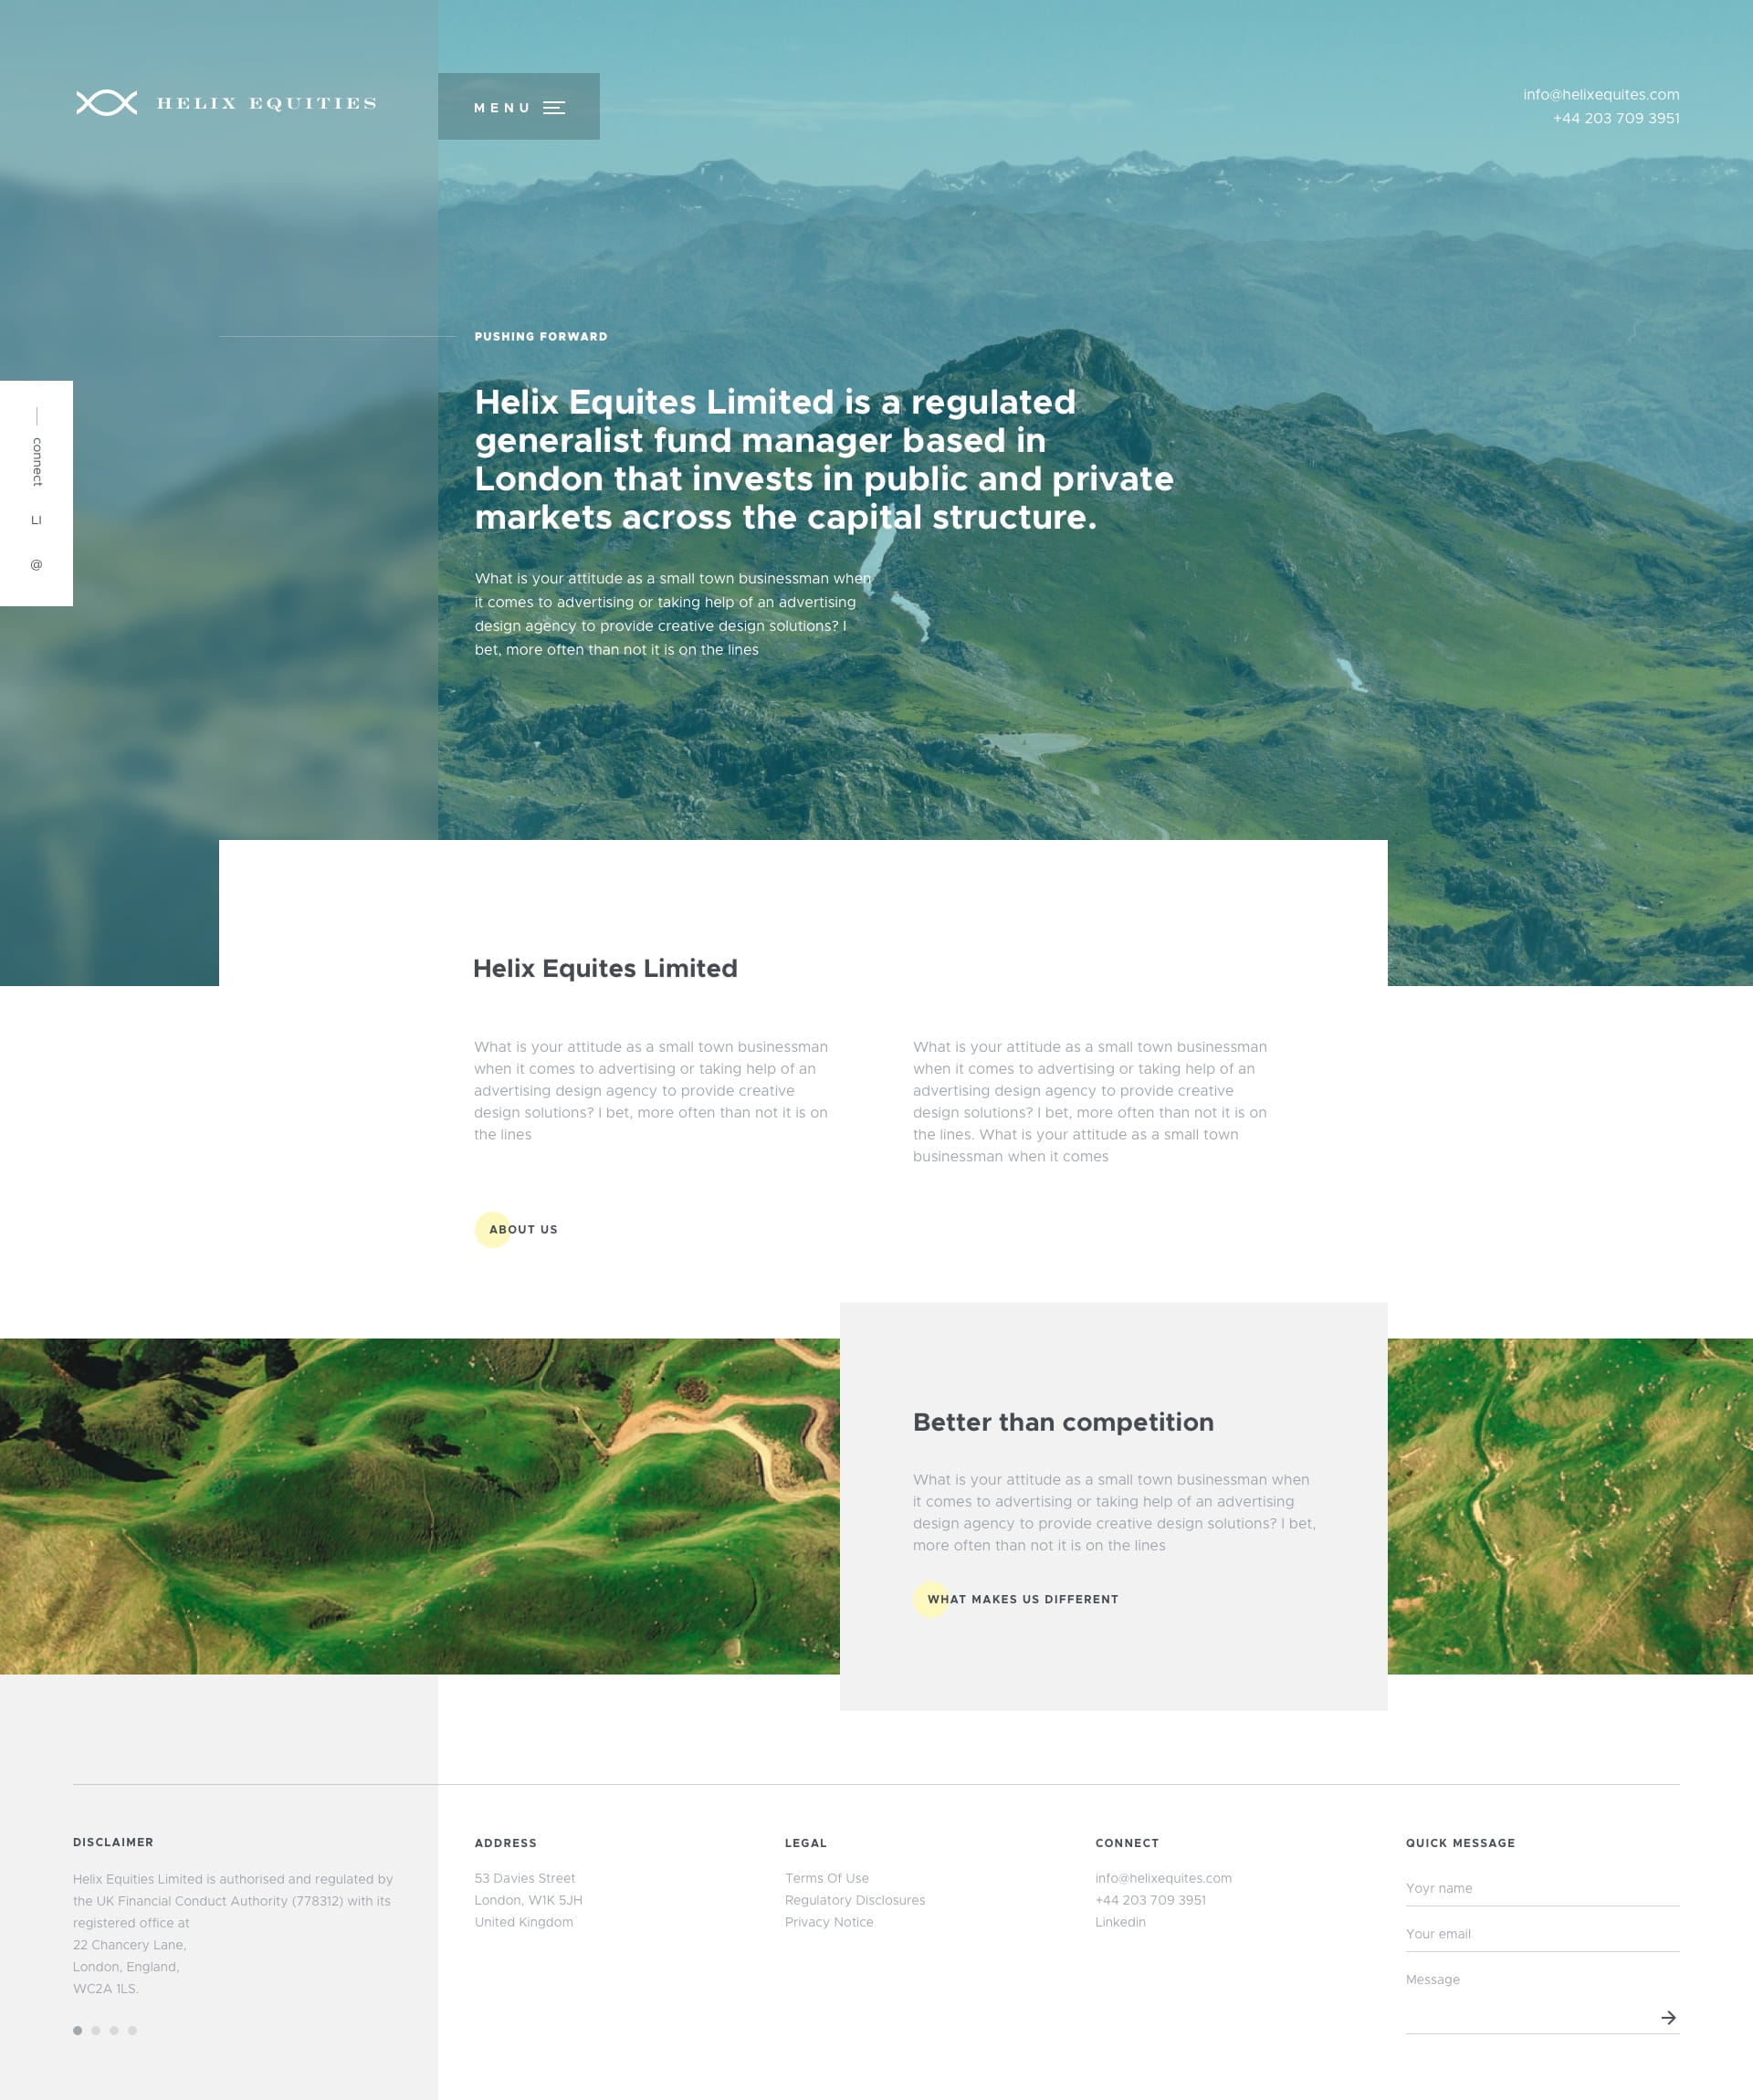 HELIX EQUITIES
MENU
info@helixequites.com
+44 203 709 3951
PUSHING FORWARD
Helix Equites Limited is a regulated
generalist fund manager based in
London that invests in public and private
markets across the capital structure.
connect
LI
@
What is your attitude as a small town businessman when
it comes to advertising or taking help of an advertising
design agency to provide creative design solutions? I
bet, more often than not it is on the lines
Helix Equites Limited
What is your attitude as a small town businessman
when it comes to advertising or taking help of an
advertising design agency to provide creative
design solutions? I bet, more often than not it is on
the lines
What is your attitude as a small town businessman
when it comes to advertising or taking help of an
advertising design agency to provide creative
design solutions? I bet, more often than not it is on
the lines. What is your attitude as a small town
businessman when it comes
ABOUT US
Better than competition
What is your attitude as a small town businessman when
it comes to advertising or taking help of an advertising
design agency to provide creative design solutions? I bet,
more often than not it is on the lines
WHAT MAKES US DIFFERENT
DISCLAIMER
Helix Equities Limited is authorised and regulated by
the UK Financial Conduct Authority (778312) with its
registered office at
22 Chancery Lane,
London, England,
WC2A 1LS.
ADDRESS
53 Davies Street
London, W1K 5JH
United Kingdom
LEGAL
Terms Of Use
Regulatory Disclosures
Privacy Notice
CONNECT
info@helixequites.com
+44 203 709 3951
Linkedin
QUICK MESSAGE
Yoyr name
Your email
Message